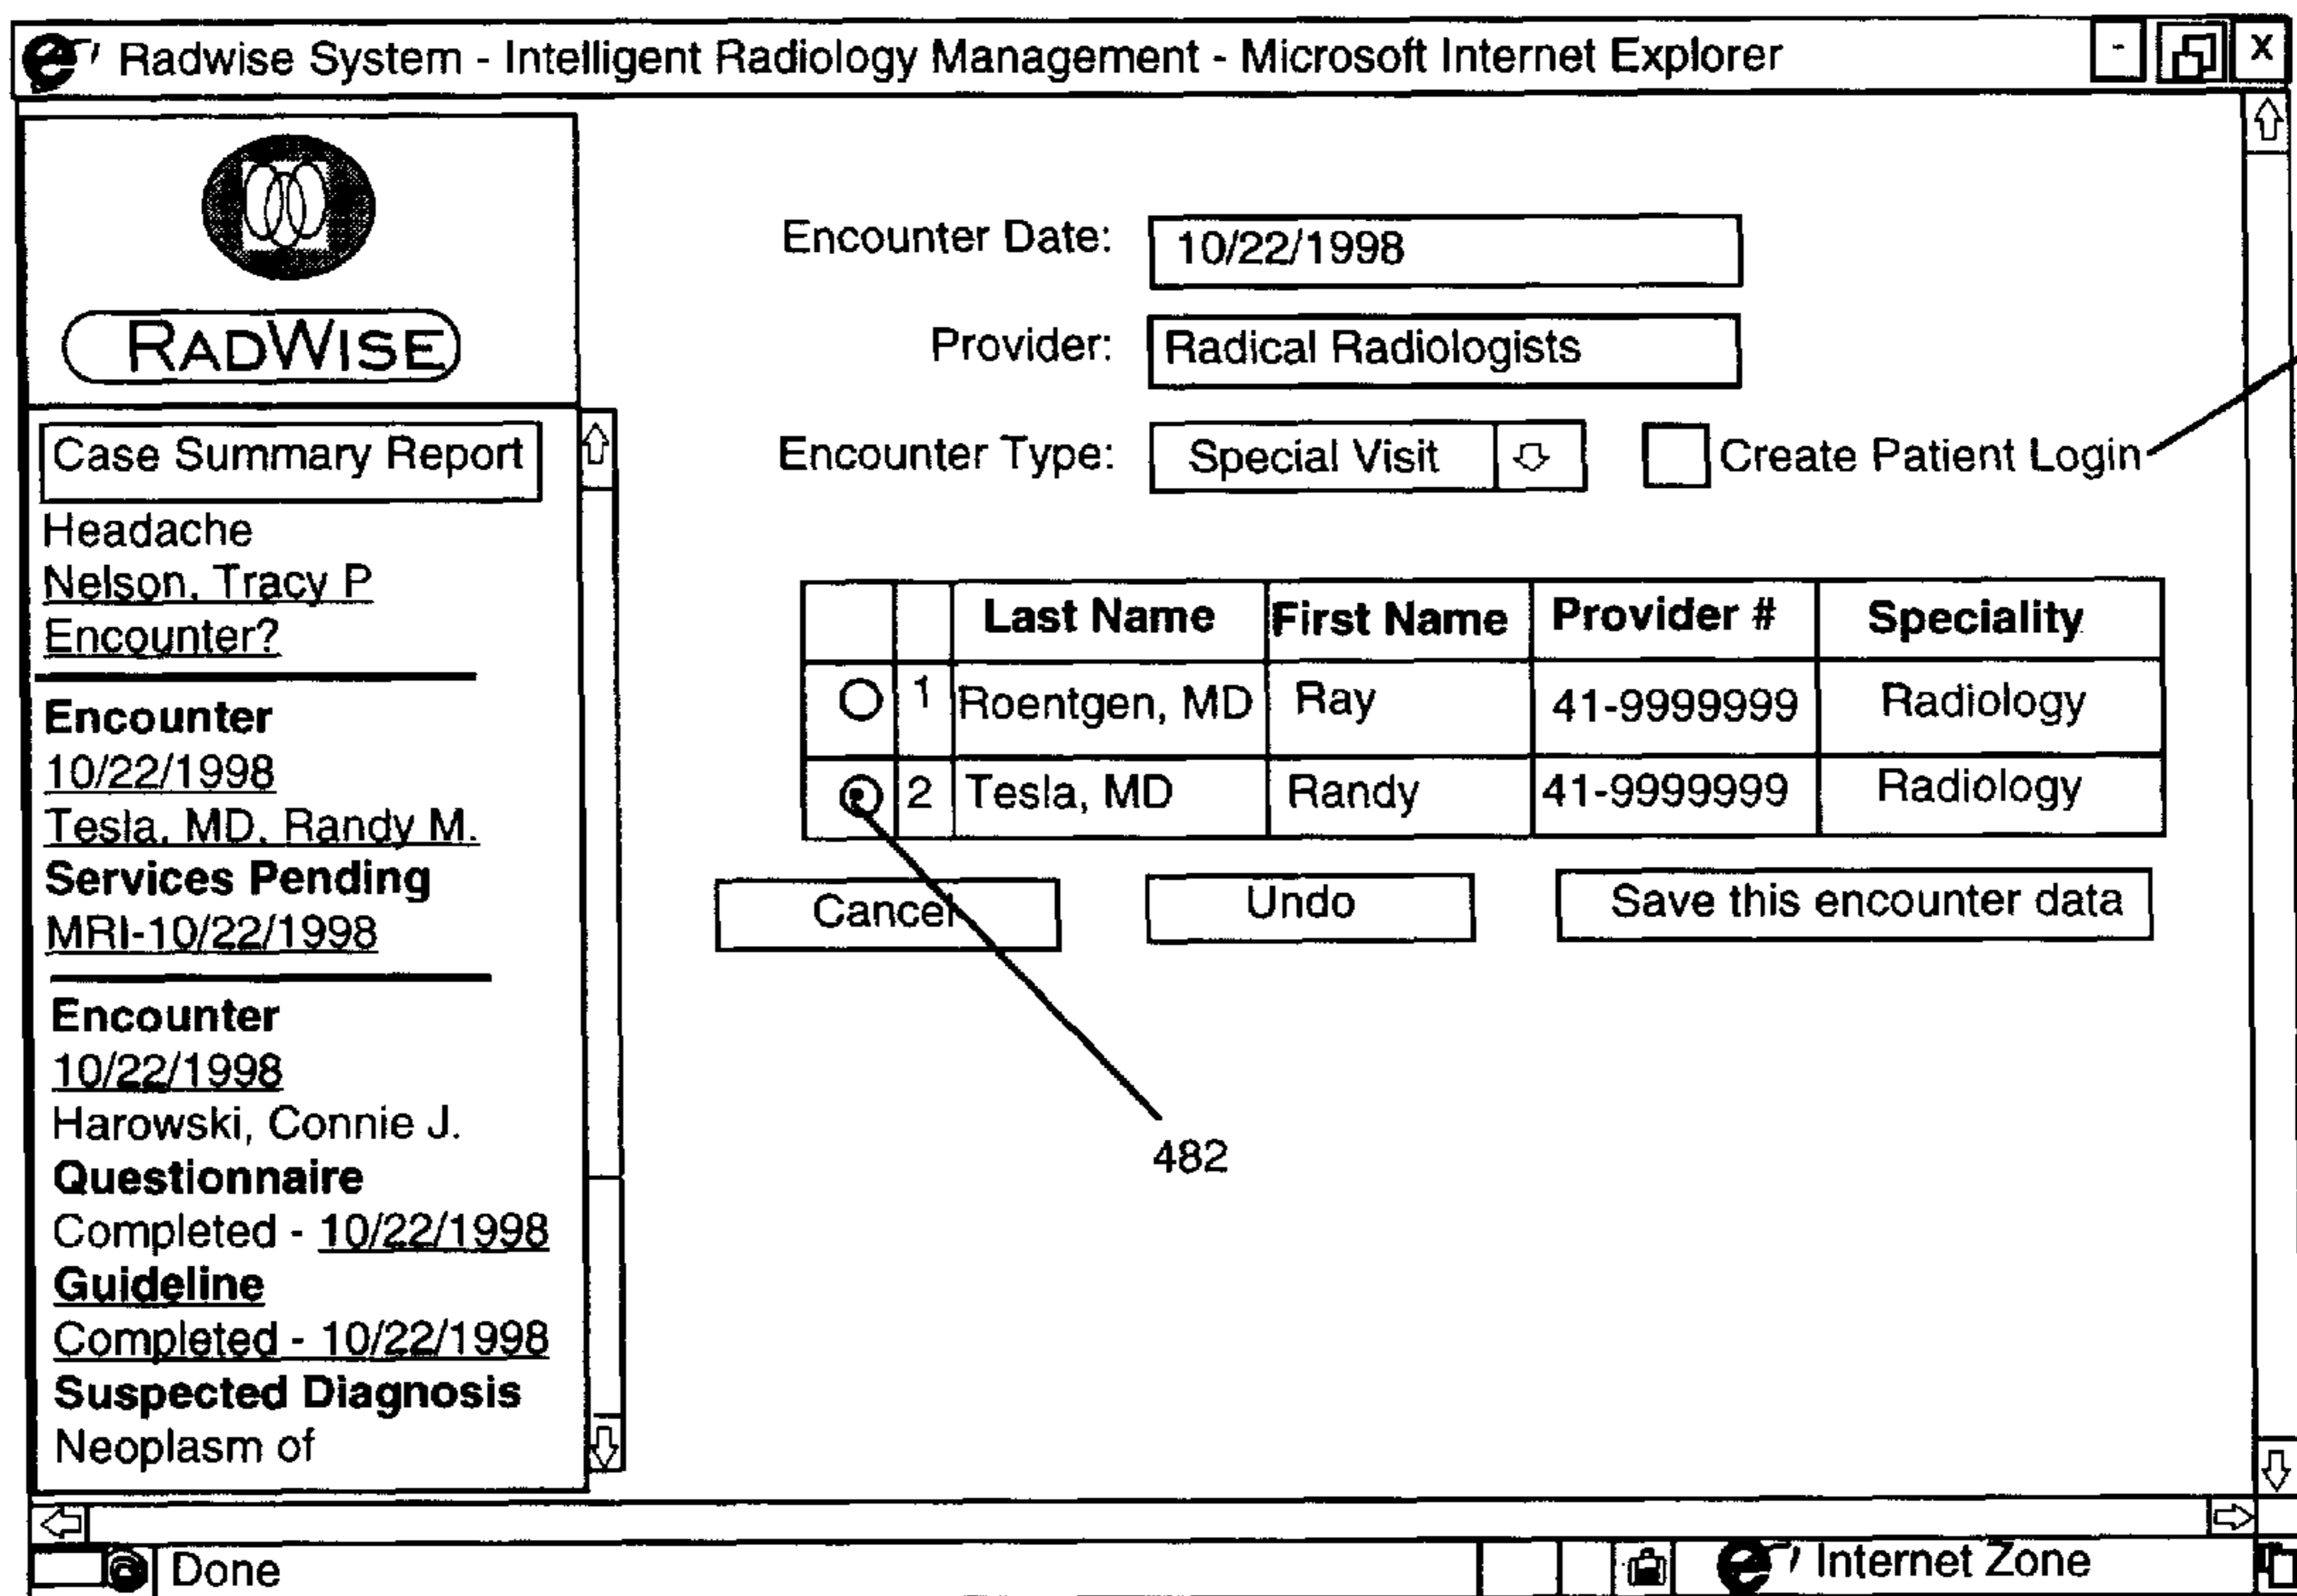 Radwise System - Intelligent Radiology Management - Microsoft Internet Explorer
- X
RADWISE
Case Summary Report
Headache
Nelson, Tracy P
Encounter?
Encounter
10/22/1998
Tesla, MD, Randy M.
Services Pending
MRI-10/22/1998
Encounter
10/22/1998
Harowski, Connie J.
Questionnaire
Completed - 10/22/1998
Guideline
Completed - 10/22/1998
Suspected Diagnosis
Neoplasm of
Encounter Date: 10/22/1998
Provider: Radical Radiologists
Encounter Type: Special Visit Create Patient Login
Last Name First Name Provider # Speciality
1 Roentgen, MD Ray 41-9999999 Radiology
2 Tesla, MD Randy 41-9999999 Radiology
Cancel Undo Save this encounter data
482
Done Internet Zone